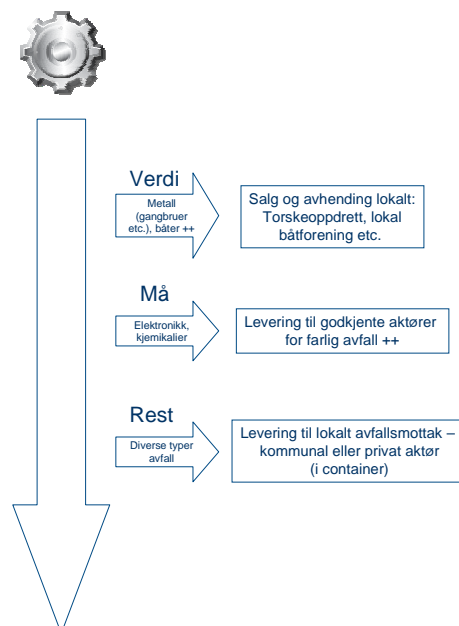 Verdi
Metall
(gangbruer
etc.), båter ++
Salg og avhending lokalt:
Torskeoppdrett, lokal
båtforening etc.
Må
Elektronikk,
kjemikalier
Levering til godkjente aktører
for farlig avfall ++
Rest
Diverse typer
avfall
Levering til lokalt avfallsmottak –
kommunal eller privat aktør
(i container)